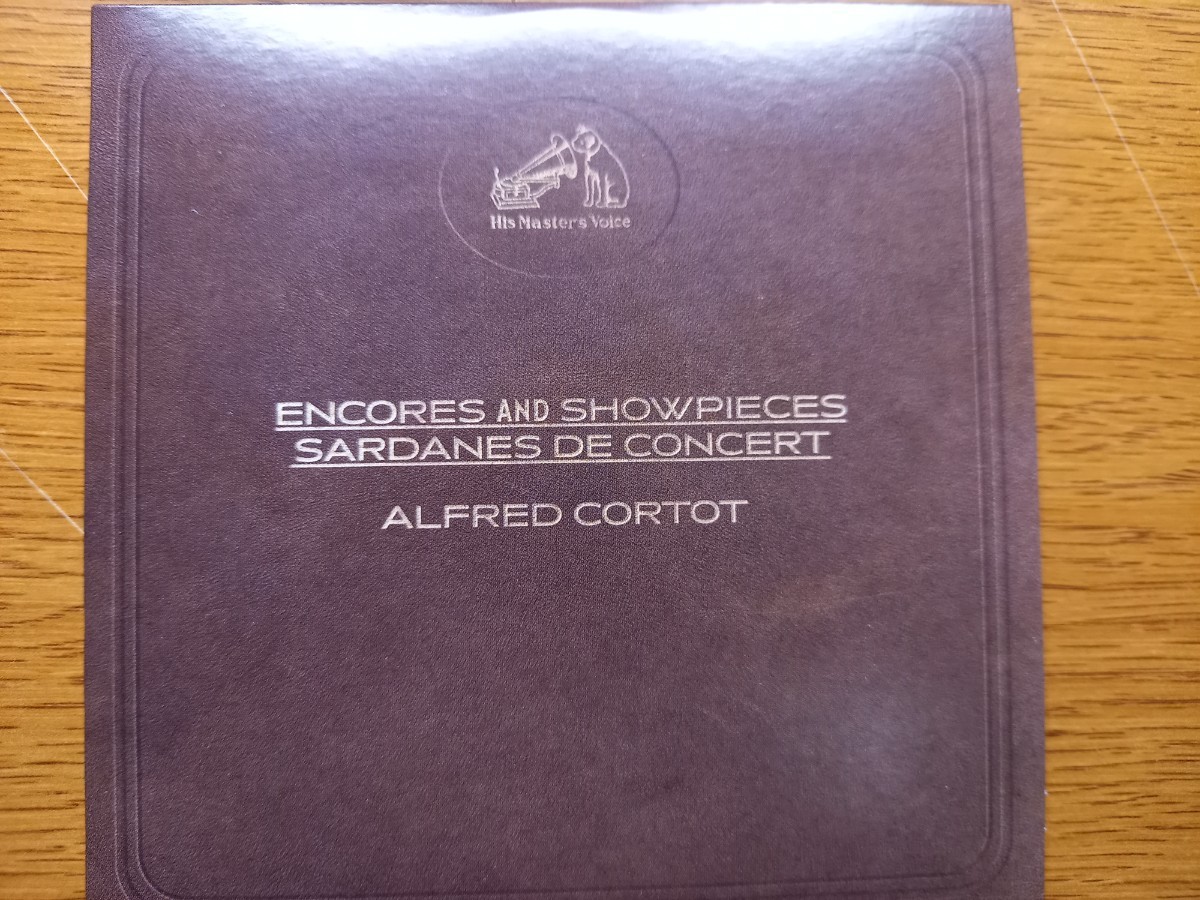 His Master's Voice
ENCORES AND SHOWPIECES
SARDANES DE CONCERT
ALFRED CORTOT